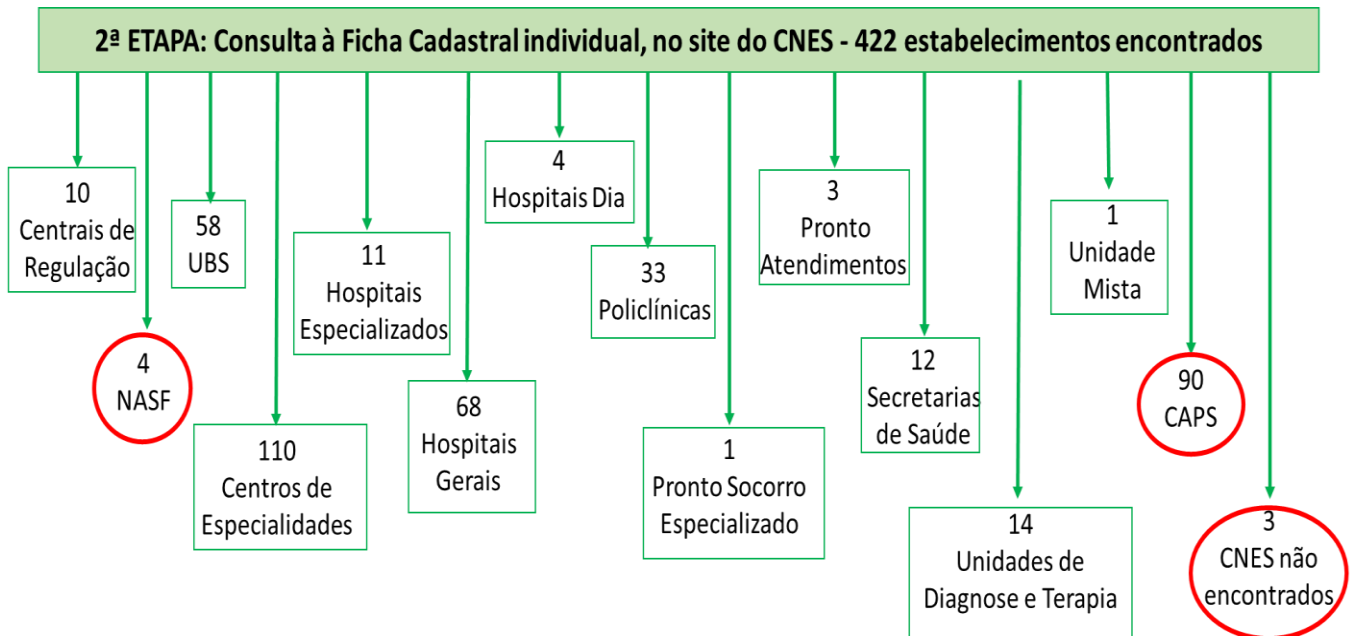 2ª ETAPA: Consulta à Ficha Cadastral individual, no site do CNES - 422 estabelecimentos encontrados
10
Centrais de
Regulação
4
NASF
58
UBS
110
Centros de
Especialidades
11
Hospitais
Especializados
68
Hospitais
Gerais
4
Hospitais Dia
33
Policlínicas
1
Pronto Socorro
Especializado
3
Pronto
Atendimentos
12
Secretarias
de Saúde
14
Unidades de
Diagnose e Terapia
1
Unidade
Mista
90
CAPS
3
CNES não
encontrados